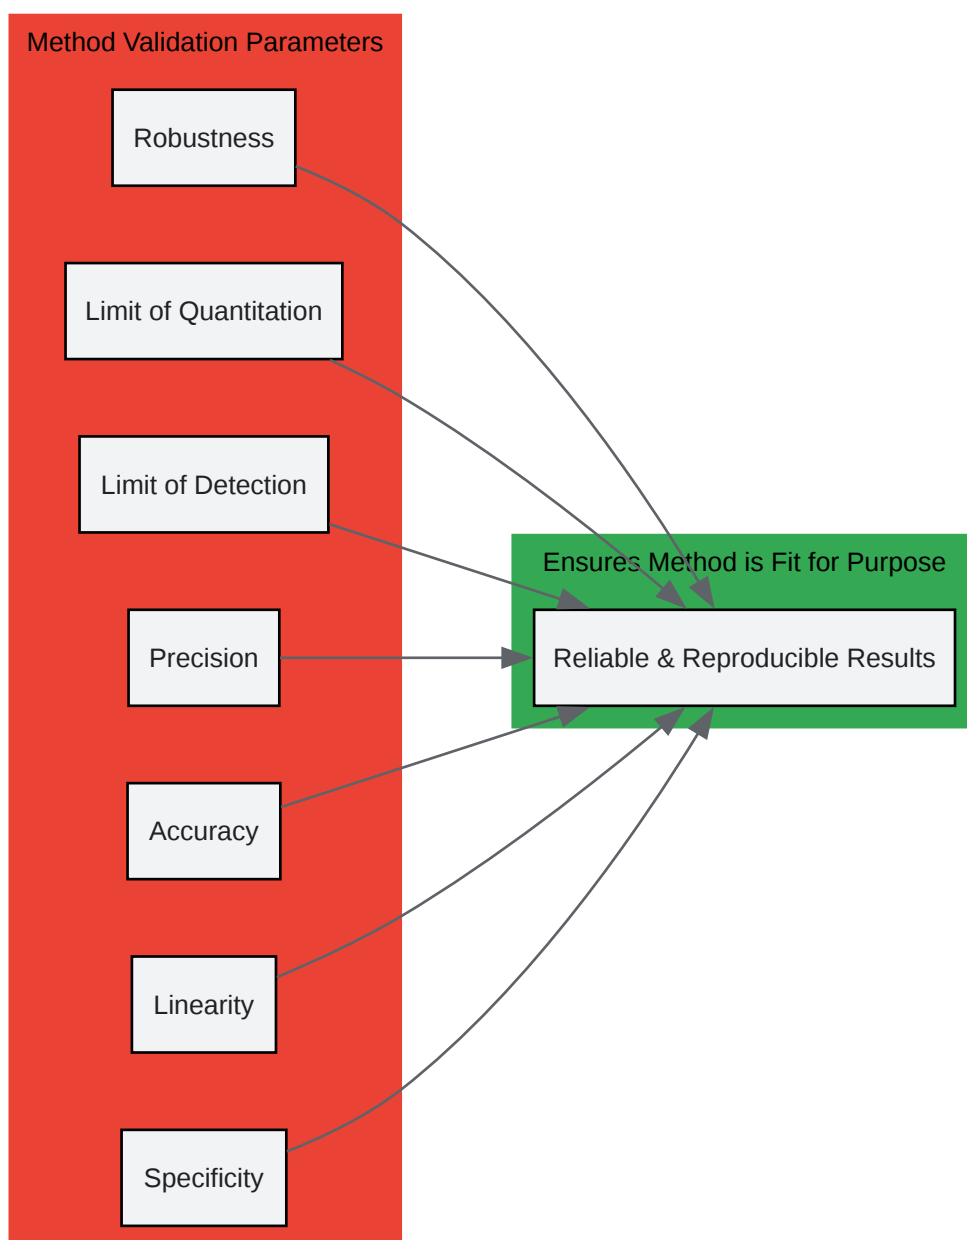 Method Validation Parameters
Robustness
Limit of Quantitation
Limit of Detection
Ensures Method is Fit for Purpose
Precision
Reliable & Reproducible Results
Accuracy
Linearity
Specificity